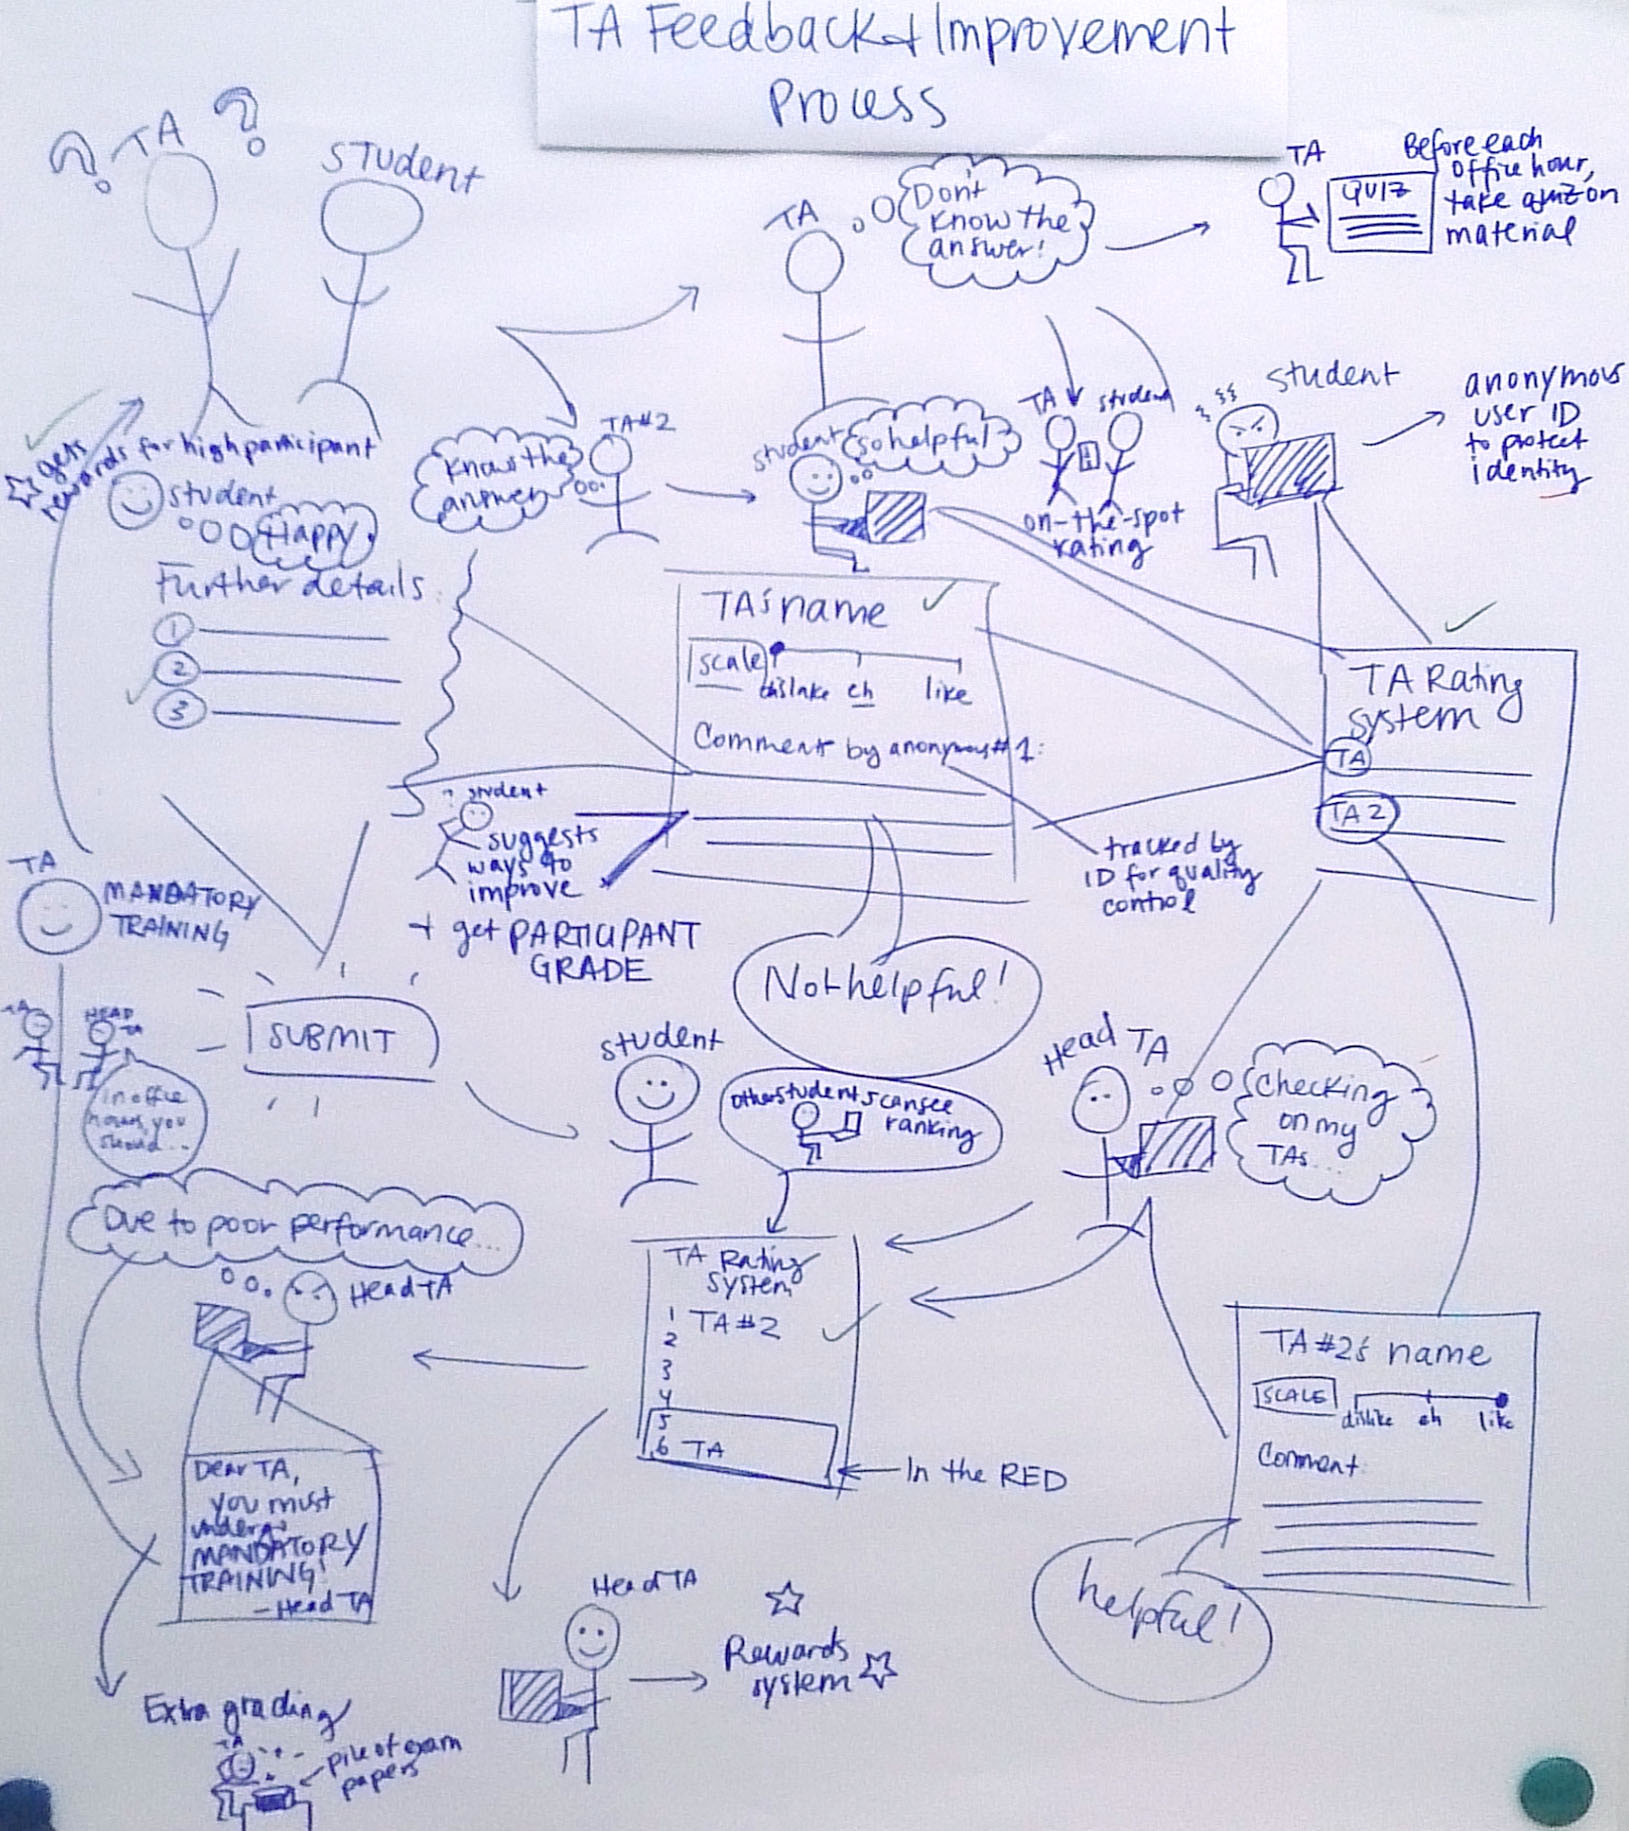 TA Feedback + Improvement
Process
? TA ?
Student
TA
Don't
know the
answer!
TA
QUIZ
Before each
office hour,
take quiz on
material
gets
rewards for high participant
student
Happy
Further details:
1
2
3
Knows the
answer
TA#2
student
so helpful
TA
student
on-the-spot
rating
Student
anonymous
user ID
to protect
identity
TA's name
scale
dislike eh like
Comment by anonymous #1:
TA Rating
System
TA
TA 2
tracked by
ID for quality
control
student
suggests
ways to
improve
+ get PARTICIPANT
GRADE
Not helpful!
TA
MANDATORY
TRAINING
TA
HEAD
TA
In office
hours, you
should...
SUBMIT
Student
Other students can see
ranking
Head TA
Checking
on my
TAs...
Due to poor performance...
Head TA
Dear TA,
you must
undergo
MANDATORY
TRAINING!
- Head TA
TA Rating
System
1 TA #2
2
3
4
5
6 TA
In the RED
TA #2's name
SCALE
dislike eh like
Comment:
helpful!
Head TA
Rewards
system
Extra grading
TA
pile of exam
papers